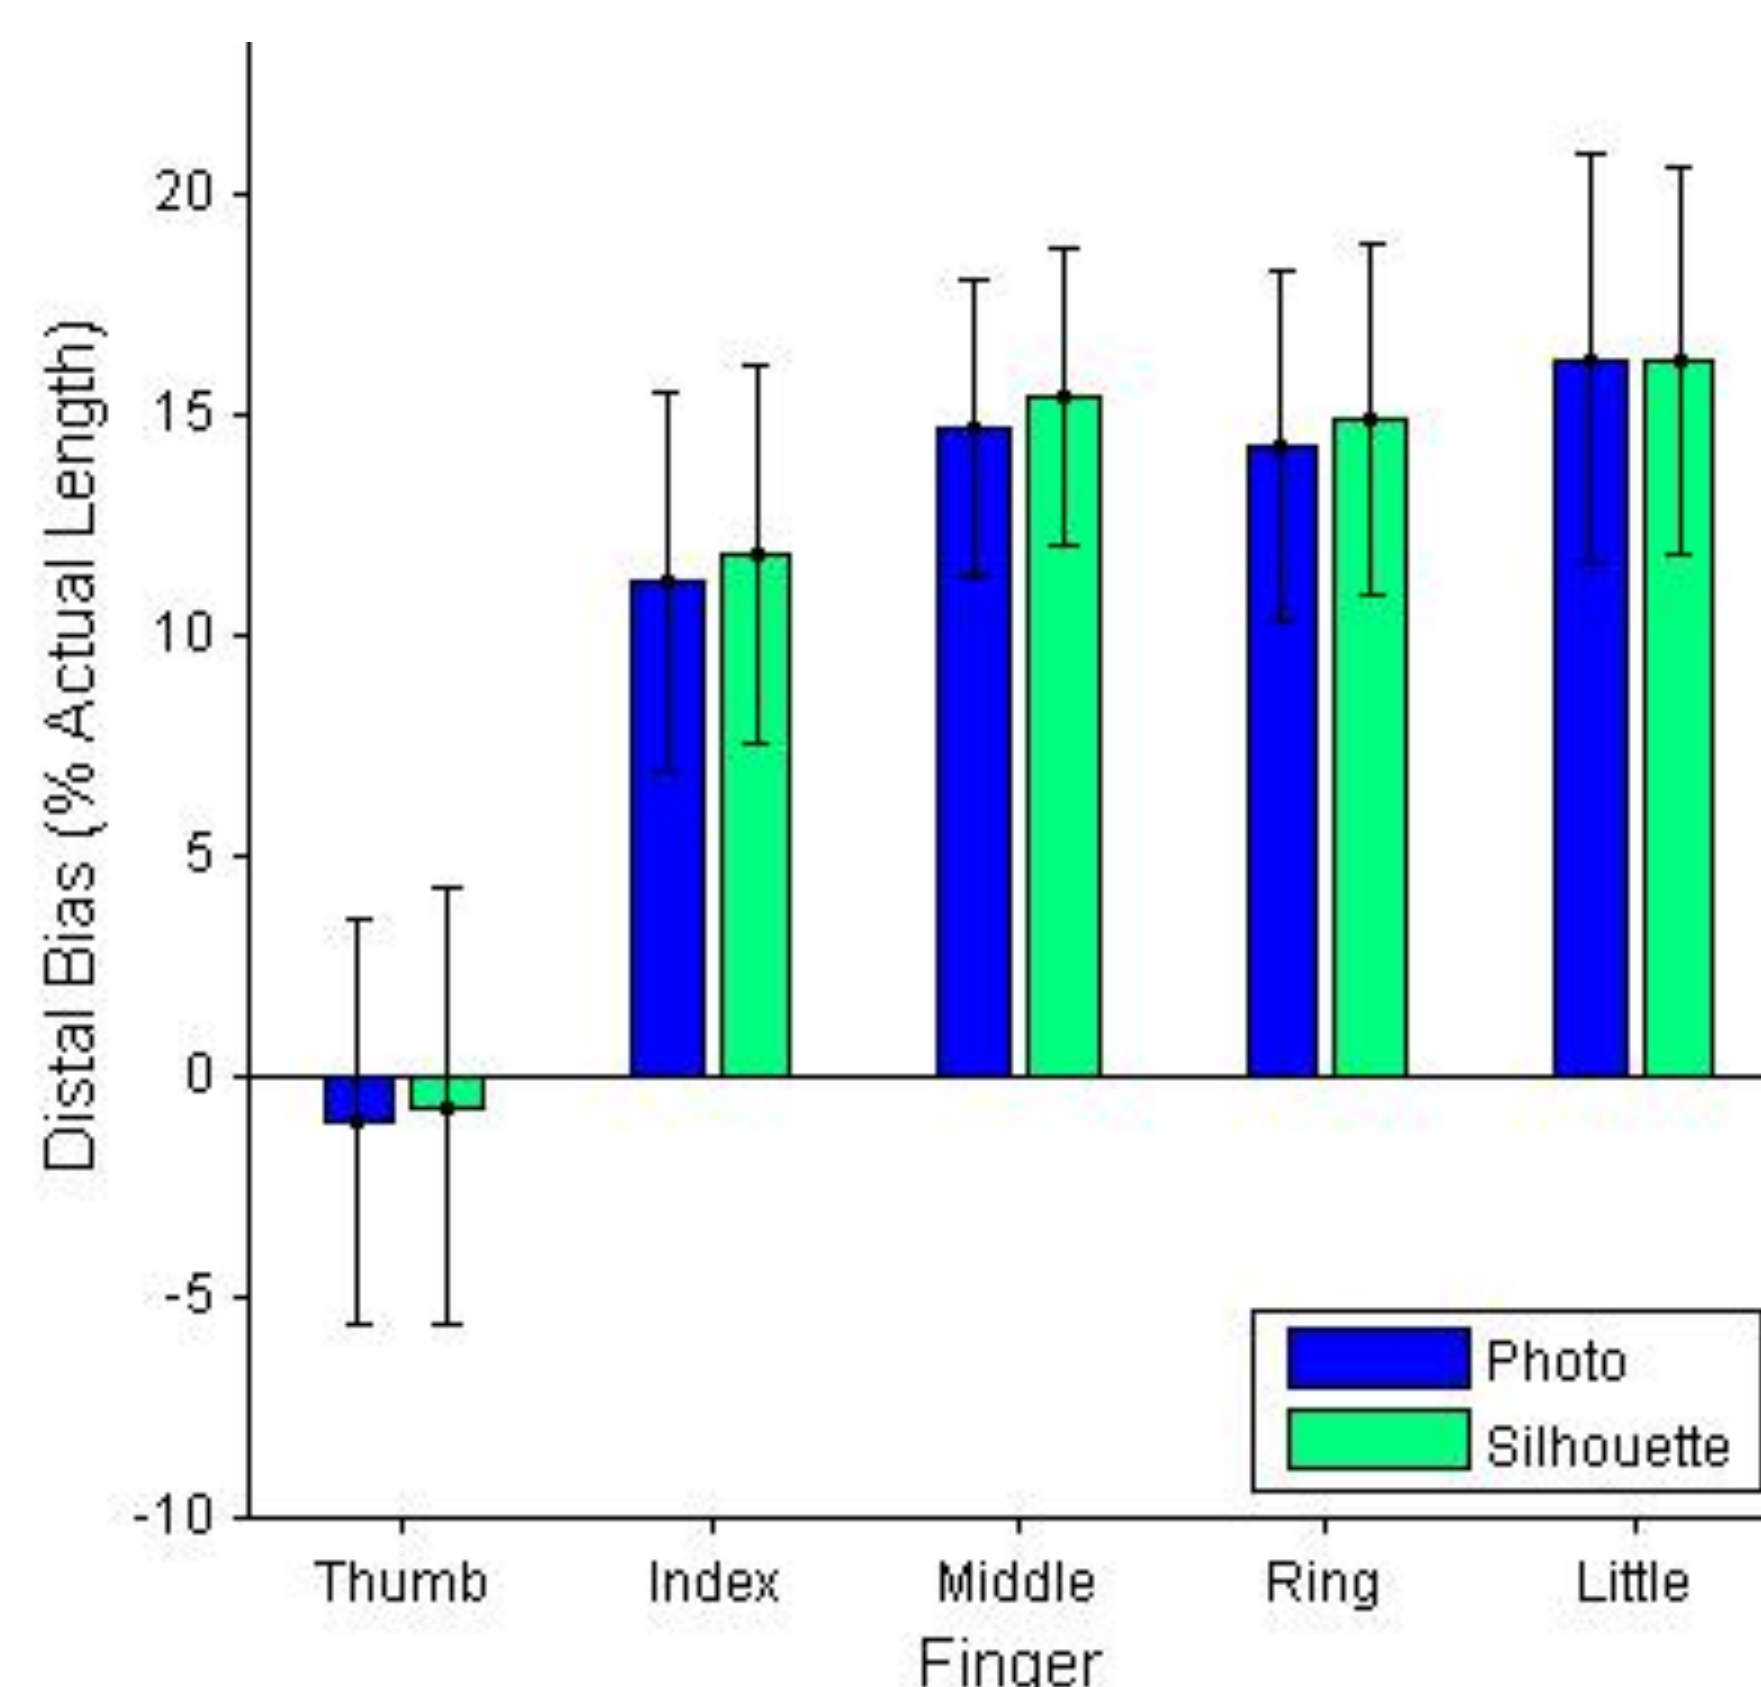 Distal Bias (% Actual Length)
20
15
10
5
0
-5
-10
Photo
Silhouette
Thumb Index Middle Ring Little
Finger